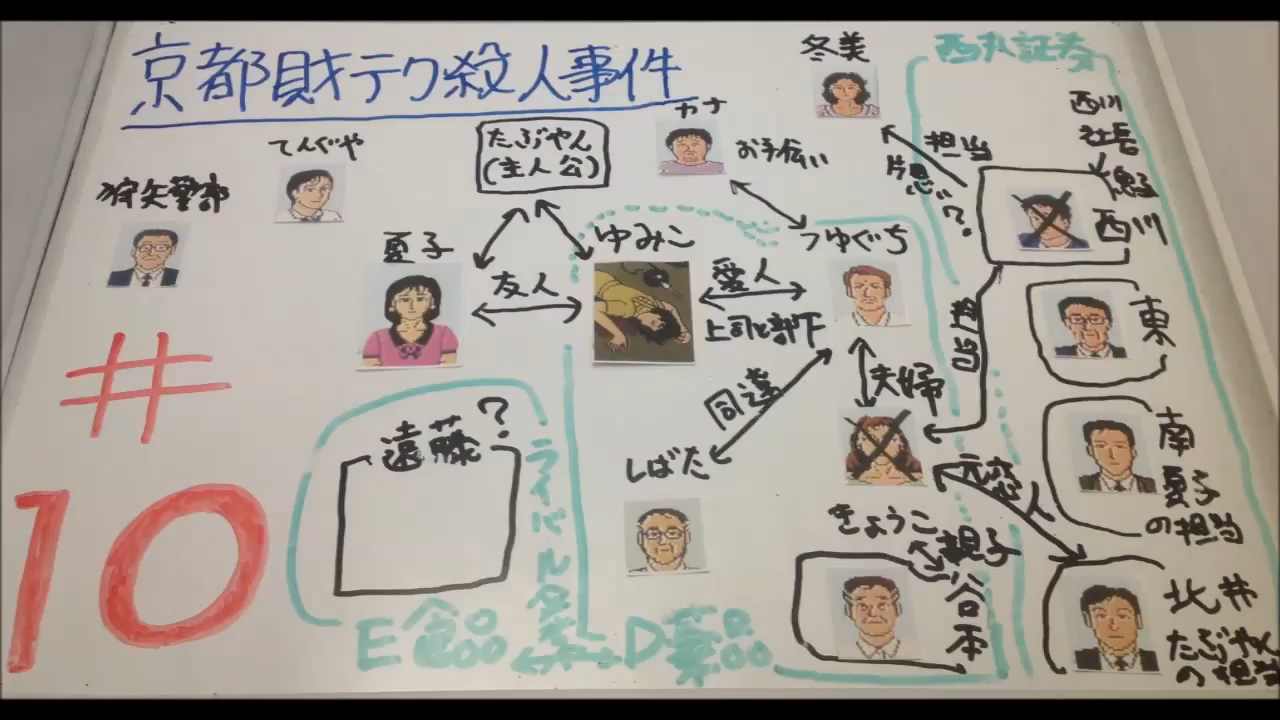 京都財テク殺人事件
冬美
西丸証券
てんぐや
たぶやん
(主人公)
カナ
お手伝い
担当
片思い?
西川
社長
西川
狩矢警部
夏子
ゆみこ
つゆぐち
友人
愛人
上司と部下
担当
東
#
10
遠藤?
ライバル企業
同達
夫婦
しばた
元恋人
南
夏子
の担当
きょうこ
親子
谷本
北井
たぶやん
の担当
E食品
D薬品